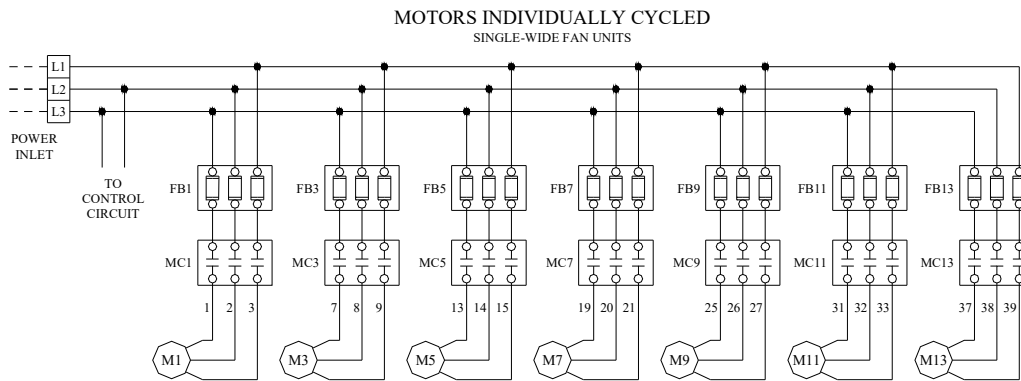 MOTORS INDIVIDUALLY CYCLED
SINGLE-WIDE FAN UNITS
L1
L2
L3
POWER
INLET
TO
CONTROL
CIRCUIT
FB1 FB3 FB5 FB7 FB9 FB11 FB13
MC1 MC3 MC5 MC7 MC9 MC11 MC13
1 2 3 7 8 9 13 14 15 19 20 21 25 26 27 31 32 33 37 38 39
M1 M3 M5 M7 M9 M11 M13